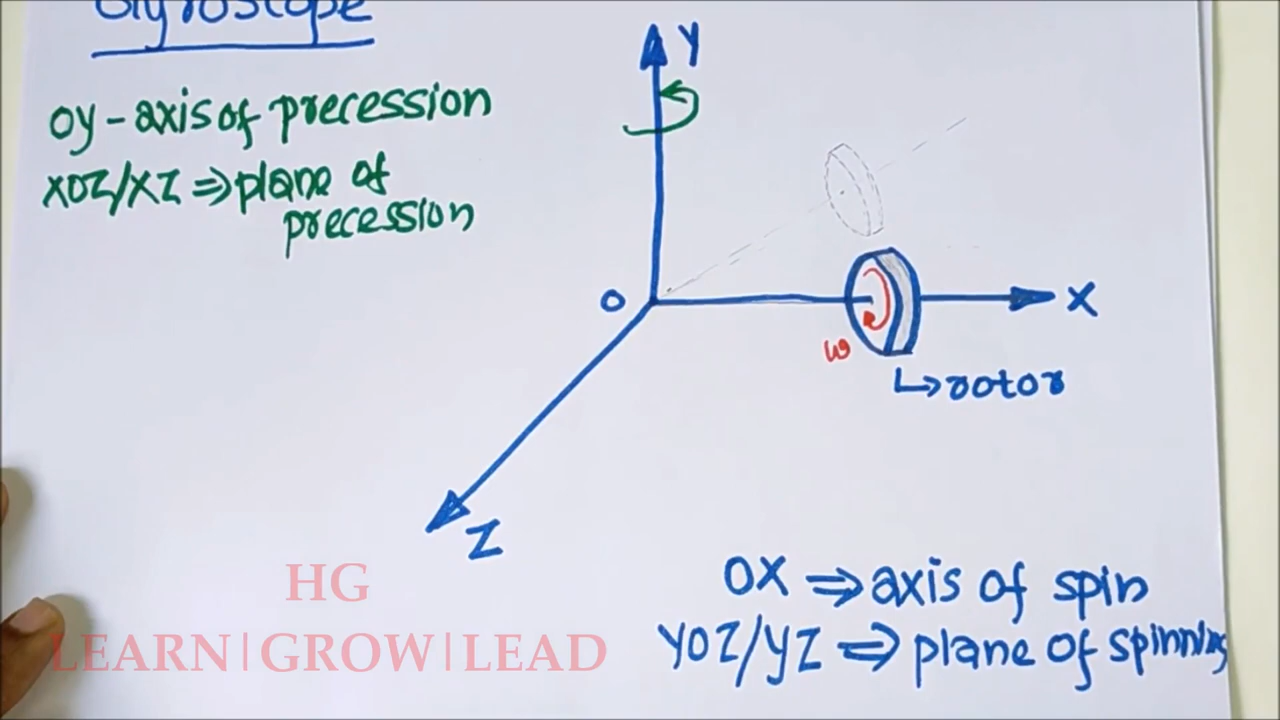 Gyroscope
OY - axis of precession
XOZ/XZ ⇒ plane of
precession
Y
O
X
ω
rotor
Z
OX ⇒ axis of spin
YOZ/YZ ⇒ plane of spinning
HG
LEARN|GROW|LEAD